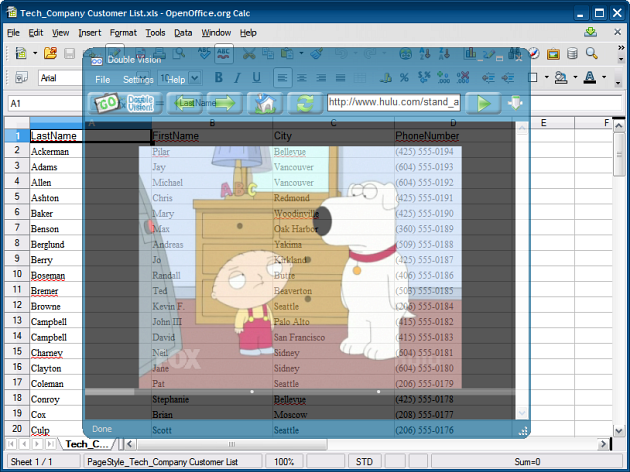 Tech_Company Customer List.xls - OpenOffice.org Calc
File Edit View Insert Format Tools Data Window Help
Double Vision
Arial 10
File Settings Help
A1 = LastName
GO Double Vision http://www.hulu.com/stand_a
A B C D E F
1 LastName FirstName City PhoneNumber
2 Ackerman Pilar Bellevue (425) 555-0194
3 Adams Jay Vancouver (604) 555-0193
4 Allen Michael Vancouver (604) 555-0192
5 Ashton Chris Redmond (425) 555-0191
6 Baker Mary Woodinville (425) 555-0190
7 Benson Max Oak Harbor (360) 555-0189
8 Berglund Andreas Yakima (509) 555-0188
9 Berry Jo Kirkland (425) 555-0187
10 Boseman Randall Butte (406) 555-0186
11 Bremer Ted Beaverton (503) 555-0185
12 Browne Kevin F. Seattle (205) 555-0184
13 Campbell John III Palo Alto (415) 555-0182
14 Campbell David San Francisco (415) 555-0183
15 Charney Neil Sidney (604) 555-0181
16 Clayton Jane Sidney (604) 555-0180
17 Coleman Pat Seattle (206) 555-0179
18 Conroy Stephanie Bellevue (425) 555-0178
19 Cox Brian Moscow (208) 555-0177
20 Culp Scott Seattle (206) 555-0176
ABC
FOX
Done
Tech_C...
Sheet 1 / 1 PageStyle_Tech_Company Customer List 100% STD Sum=0